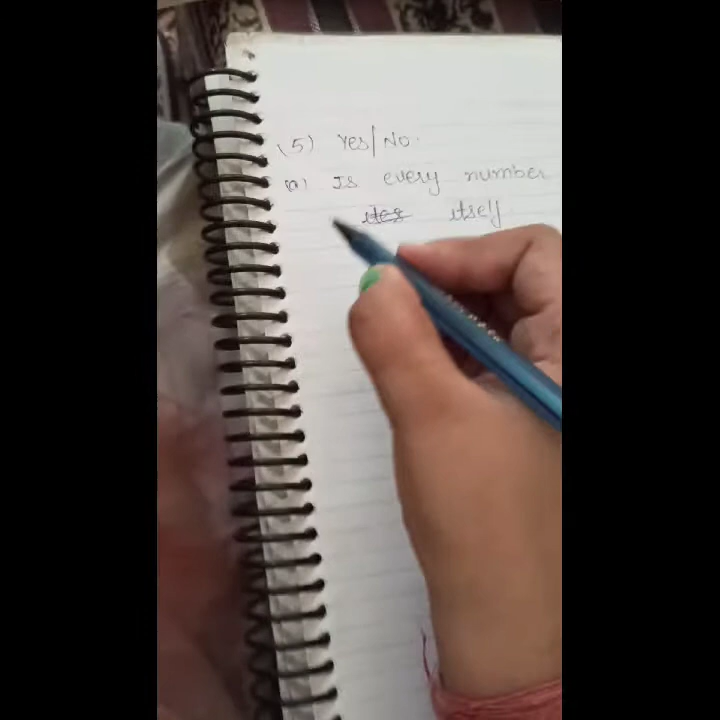 (5) Yes/No.
(a) Is every number
itself